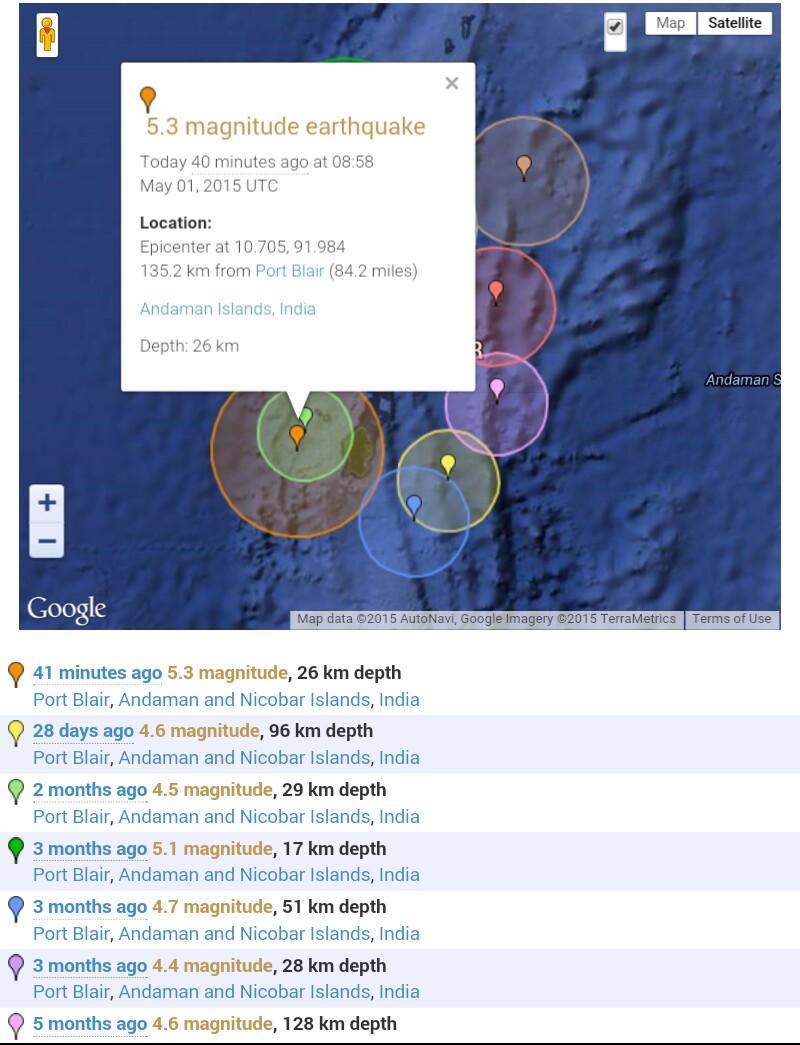 Map Satellite
×
5.3 magnitude earthquake
Today 40 minutes ago at 08:58
May 01, 2015 UTC
Location:
Epicenter at 10.705, 91.984
135.2 km from Port Blair (84.2 miles)
Andaman Islands, India
Depth: 26 km
Andaman S
+
−
Google
Map data ©2015 AutoNavi, Google Imagery ©2015 TerraMetrics Terms of Use
41 minutes ago 5.3 magnitude, 26 km depth
Port Blair, Andaman and Nicobar Islands, India
28 days ago 4.6 magnitude, 96 km depth
Port Blair, Andaman and Nicobar Islands, India
2 months ago 4.5 magnitude, 29 km depth
Port Blair, Andaman and Nicobar Islands, India
3 months ago 5.1 magnitude, 17 km depth
Port Blair, Andaman and Nicobar Islands, India
3 months ago 4.7 magnitude, 51 km depth
Port Blair, Andaman and Nicobar Islands, India
3 months ago 4.4 magnitude, 28 km depth
Port Blair, Andaman and Nicobar Islands, India
5 months ago 4.6 magnitude, 128 km depth